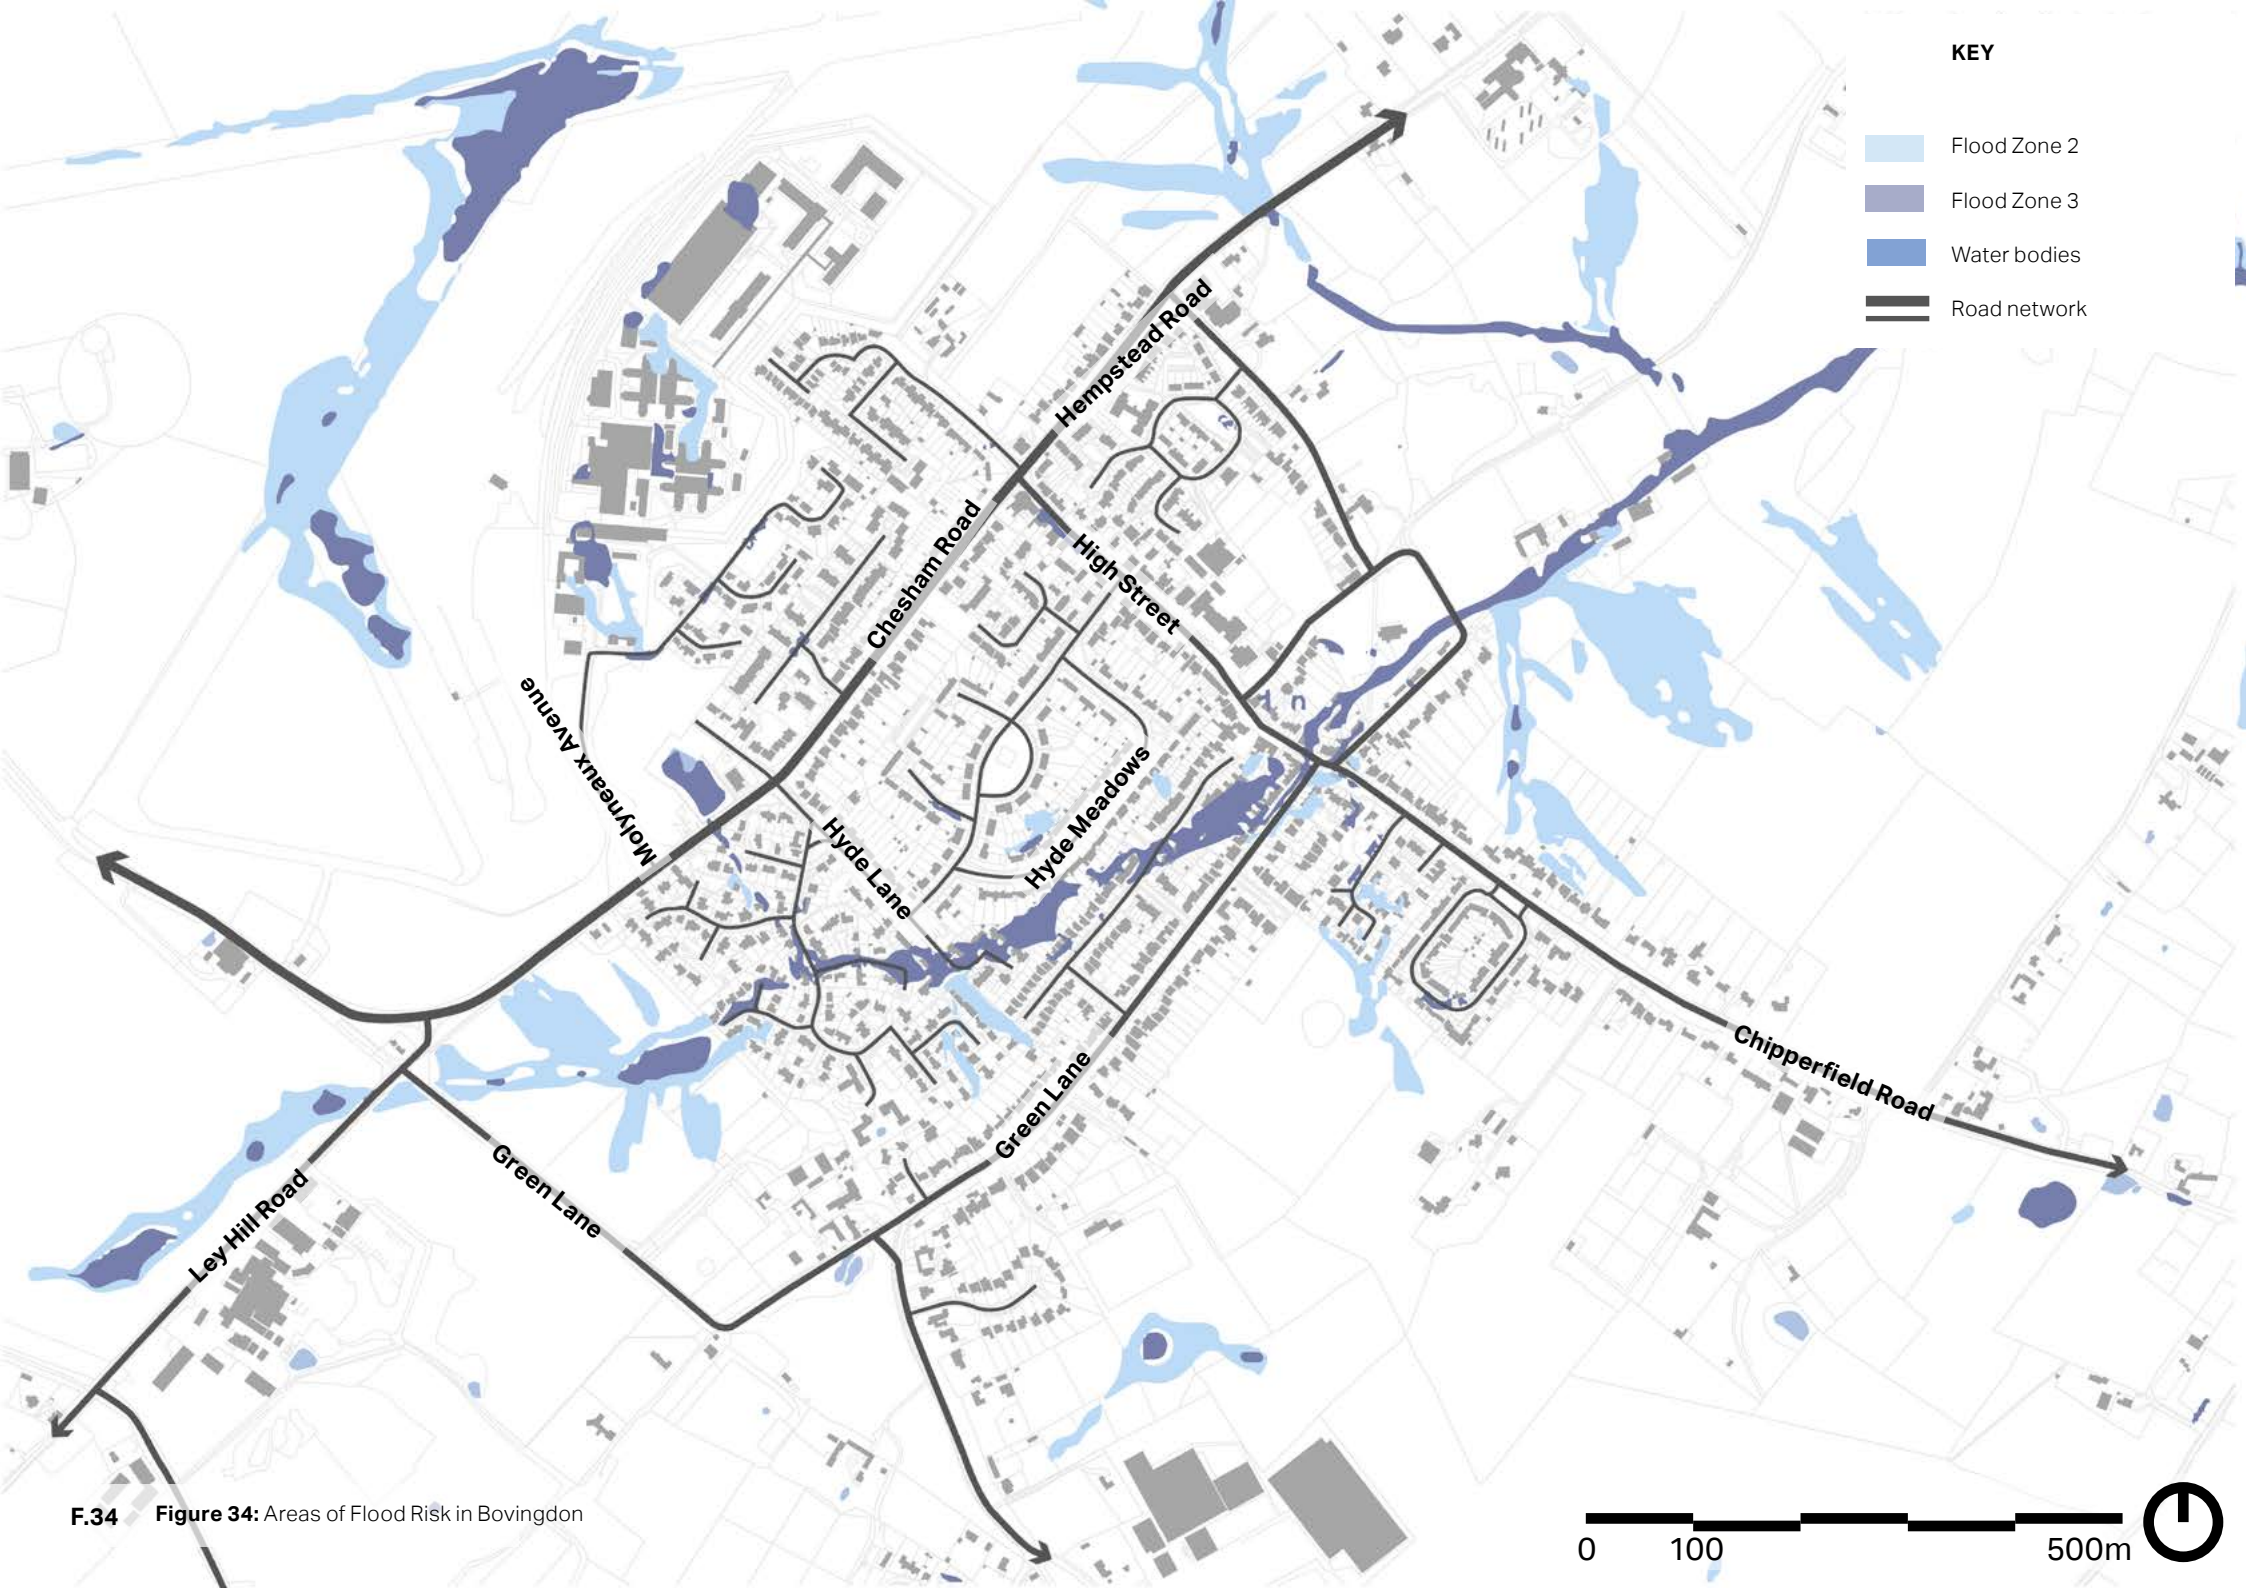 KEY
Flood Zone 2
Flood Zone 3
Water bodies
Road network
Hempstead Road
Chesham Road
High Street
Molyneaux Avenue
Hyde Lane
Hyde Meadows
Green Lane
Chipperfield Road
Green Lane
Ley Hill Road
F.34 Figure 34: Areas of Flood Risk in Bovingdon
0 100 500m